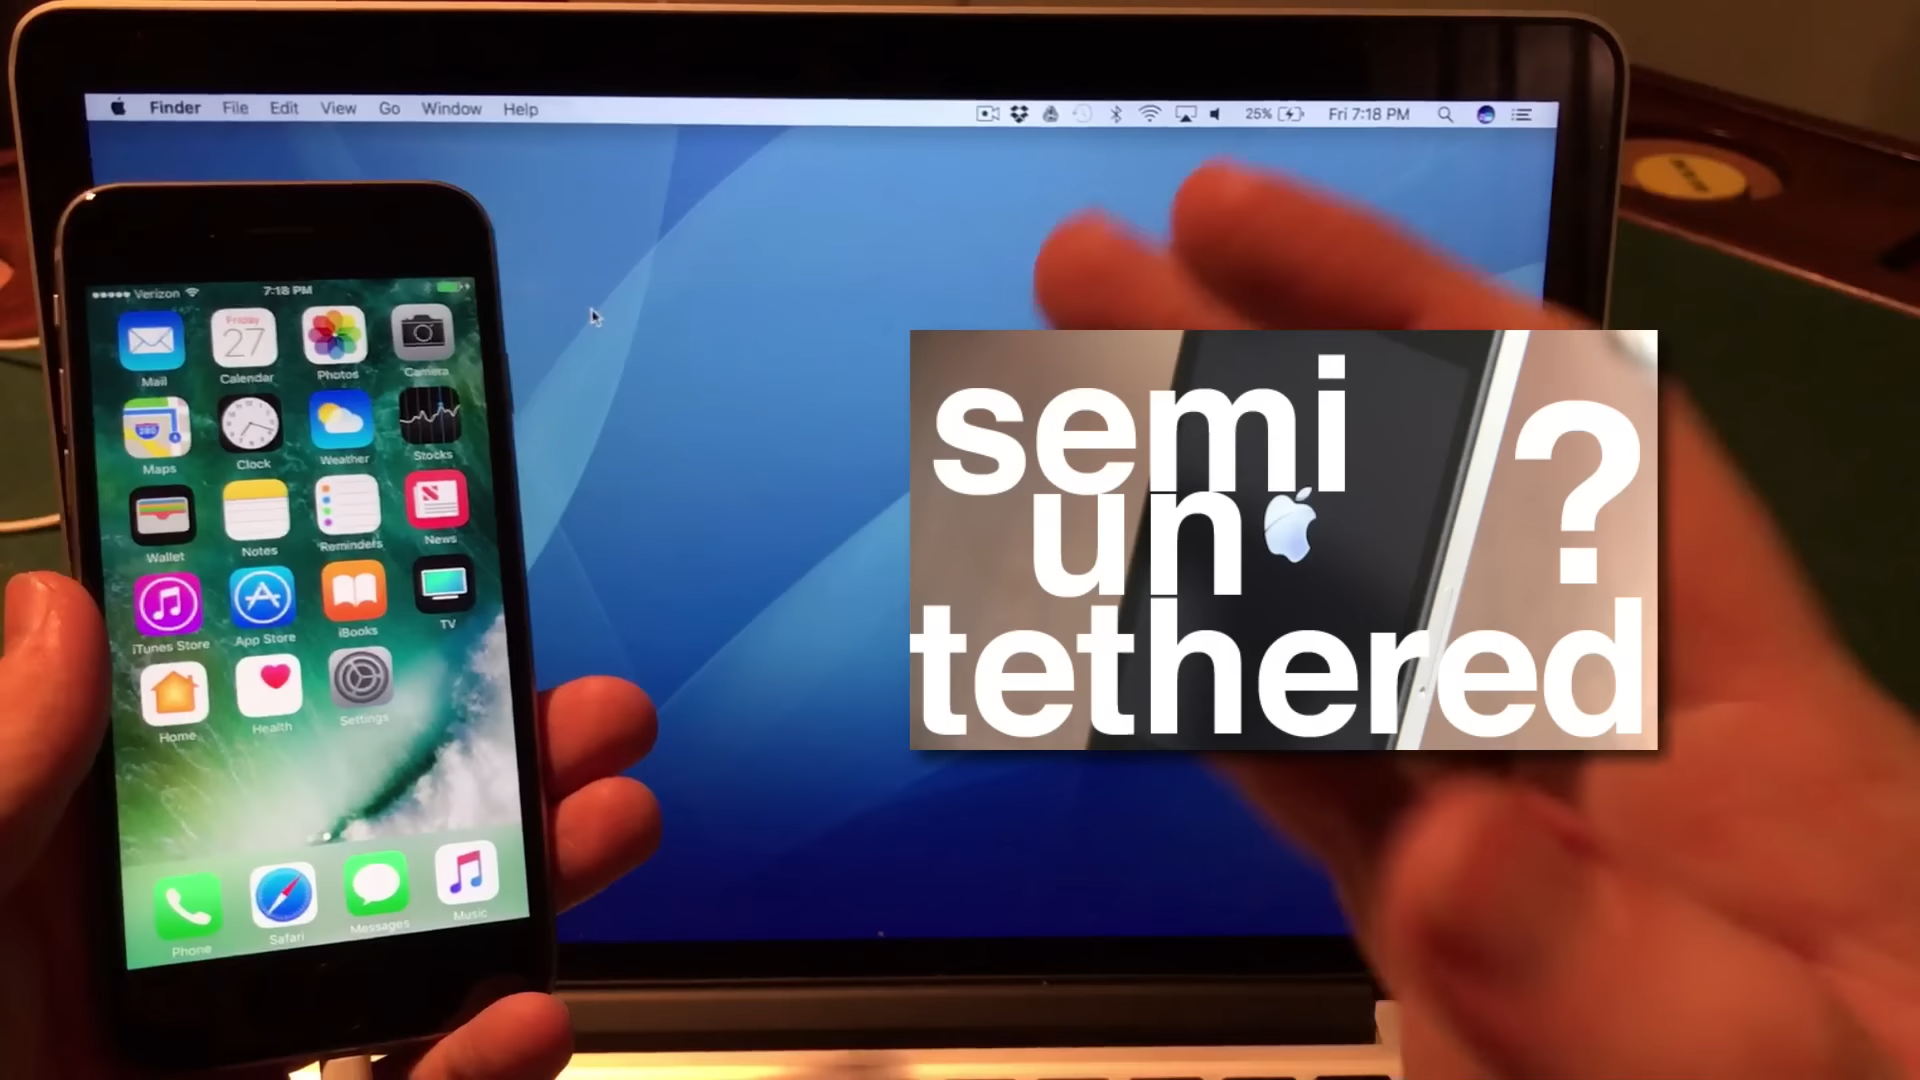 Finder File Edit View Go Window Help
25% Fri 7:18 PM
Verizon 7:18 PM
Friday
27
Mail Calendar Photos Camera
280
Maps Clock Weather Stocks
Wallet Notes Reminders News
iTunes Store App Store iBooks TV
Home Health Settings
Phone Safari Messages Music
semi
un
tethered
?